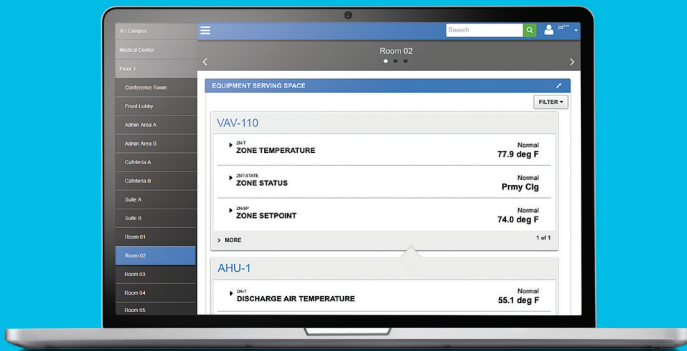 JCI Campus
Medical Center
Floor 1
Conference Room
Front Lobby
Admin Area A
Admin Area B
Cafeteria A
Cafeteria B
Suite A
Suite B
Room 01
Room 02
Room 03
Room 04
Room 05
Search
Room 02
EQUIPMENT SERVING SPACE
FILTER
VAV-110
ZN-T
ZONE TEMPERATURE
Normal
77.9 deg F
ZNT-STATE
ZONE STATUS
Normal
Prmy Clg
ZN-SP
ZONE SETPOINT
Normal
74.0 deg F
> MORE
1 of 1
AHU-1
DA-T
DISCHARGE AIR TEMPERATURE
Normal
55.1 deg F